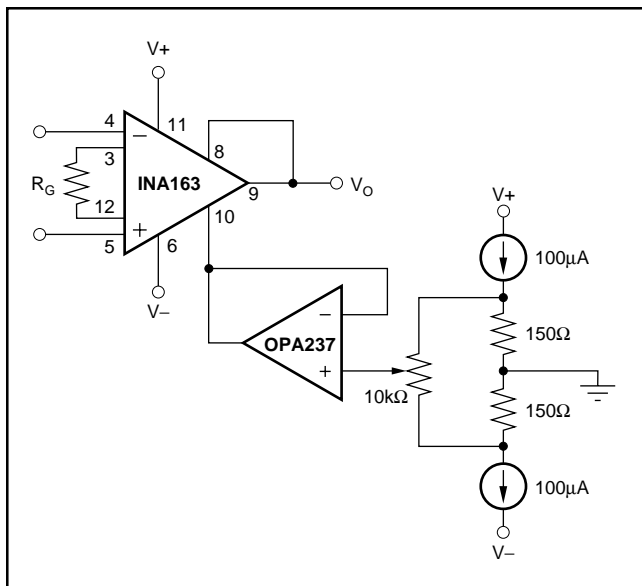 V+
4
11
8
3
−
R_G
INA163
9
V_O
12
10
+
5
6
V−
V+
100µA
−
150Ω
OPA237
+
10kΩ
150Ω
100µA
V−